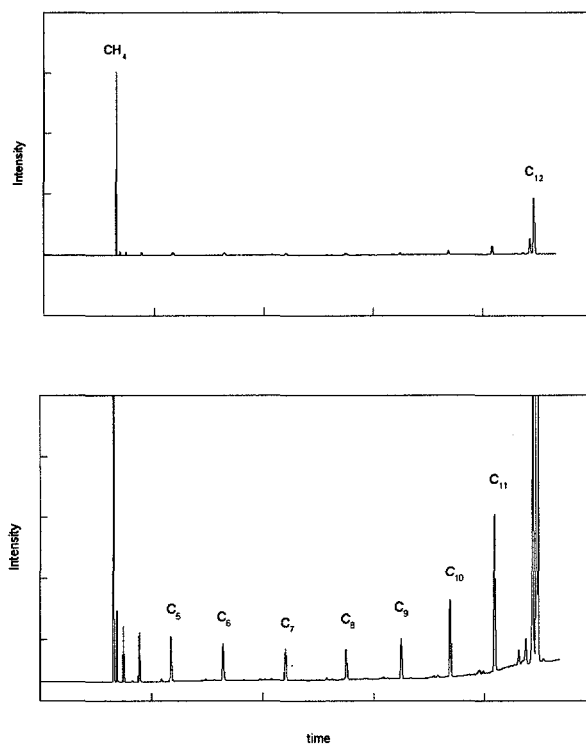 CH₄
Intensity
C₁₂
Intensity
C₅
C₆
C₇
C₈
C₉
C₁₀
C₁₁
time